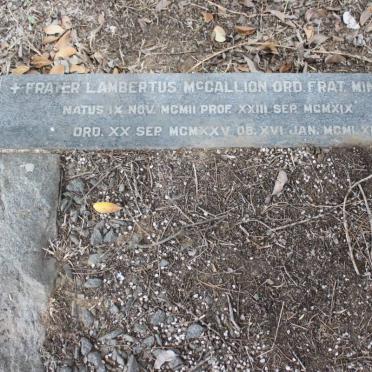 + FRATER LAMBERTUS McCALLION ORD. FRAT. MIN
NATUS IX NOV. MCMII PROF. XXIII SEP. MCMXIX
ORD. XX SEP. MCMXXV OB. XVI JAN.